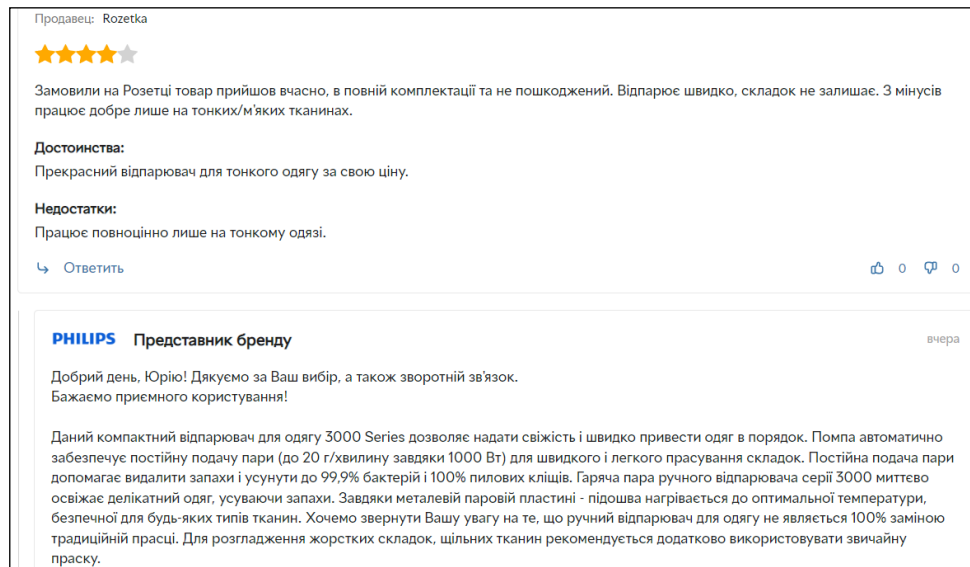 Продавец: Rozetka
Замовили на Розетці товар прийшов вчасно, в повній комплектації та не пошкоджений. Відпарює швидко, складок не залишає. З мінусів
працює добре лише на тонких/м'яких тканинах.
Достоинства:
Прекрасний відпарювач для тонкого одягу за свою ціну.
Недостатки:
Працює повноцінно лише на тонкому одязі.
Ответить
0 0
PHILIPS Представник бренду
вчера
Добрий день, Юрію! Дякуємо за Ваш вибір, а також зворотній зв'язок.
Бажаємо приємного користування!
Даний компактний відпарювач для одягу 3000 Series дозволяє надати свіжість і швидко привести одяг в порядок. Помпа автоматично
забезпечує постійну подачу пари (до 20 г/хвилину завдяки 1000 Вт) для швидкого і легкого прасування складок. Постійна подача пари
допомагає видалити запахи і усунути до 99,9% бактерій і 100% пилових кліщів. Гаряча пара ручного відпарювача серії 3000 миттєво
освіжає делікатний одяг, усуваючи запахи. Завдяки металевій паровій пластині - підошва нагрівається до оптимальної температури,
безпечної для будь-яких типів тканин. Хочемо звернути Вашу увагу на те, що ручний відпарювач для одягу не являється 100% заміною
традиційній прасці. Для розгладження жорстких складок, щільних тканин рекомендується додатково використовувати звичайну
праску.